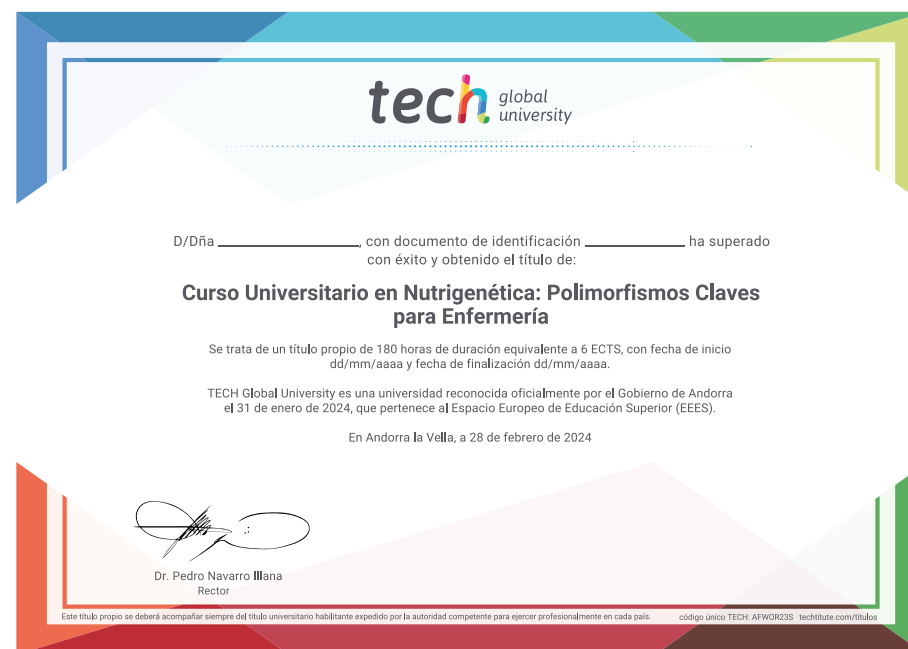 tech global university
D/Dña ____________________, con documento de identificación ______________ ha superado
con éxito y obtenido el título de:
Curso Universitario en Nutrigenética: Polimorfismos Claves
para Enfermería
Se trata de un título propio de 180 horas de duración equivalente a 6 ECTS, con fecha de inicio
dd/mm/aaaa y fecha de finalización dd/mm/aaaa.
TECH Global University es una universidad reconocida oficialmente por el Gobierno de Andorra
el 31 de enero de 2024, que pertenece al Espacio Europeo de Educación Superior (EEES).
En Andorra la Vella, a 28 de febrero de 2024
Dr. Pedro Navarro Illana
Rector
Este título propio se deberá acompañar siempre del título universitario habilitante expedido por la autoridad competente para ejercer profesionalmente en cada país. código único TECH: AFWOR23S techtitute.com/titulos